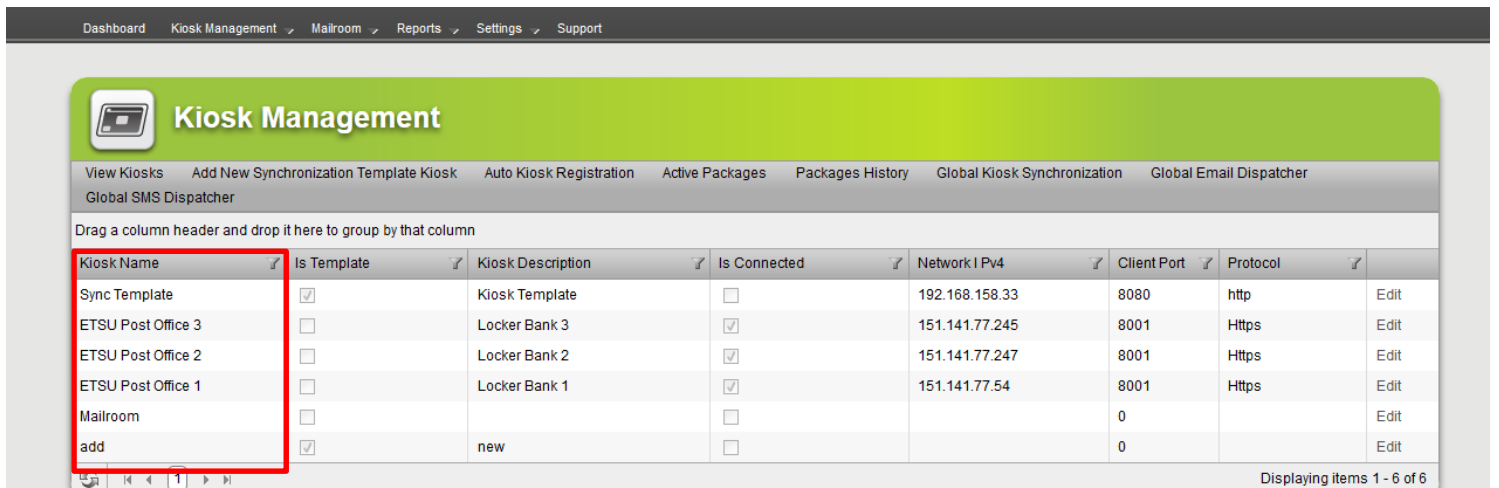 Dashboard Kiosk Management Mailroom Reports Settings Support
Kiosk Management
View Kiosks Add New Synchronization Template Kiosk Auto Kiosk Registration Active Packages Packages History Global Kiosk Synchronization Global Email Dispatcher
Global SMS Dispatcher
Drag a column header and drop it here to group by that column
Kiosk Name Is Template Kiosk Description Is Connected Network I Pv4 Client Port Protocol
Sync Template Kiosk Template 192.168.158.33 8080 http Edit
ETSU Post Office 3 Locker Bank 3 151.141.77.245 8001 Https Edit
ETSU Post Office 2 Locker Bank 2 151.141.77.247 8001 Https Edit
ETSU Post Office 1 Locker Bank 1 151.141.77.54 8001 Https Edit
Mailroom 0 Edit
add new 0 Edit
1 Displaying items 1 - 6 of 6